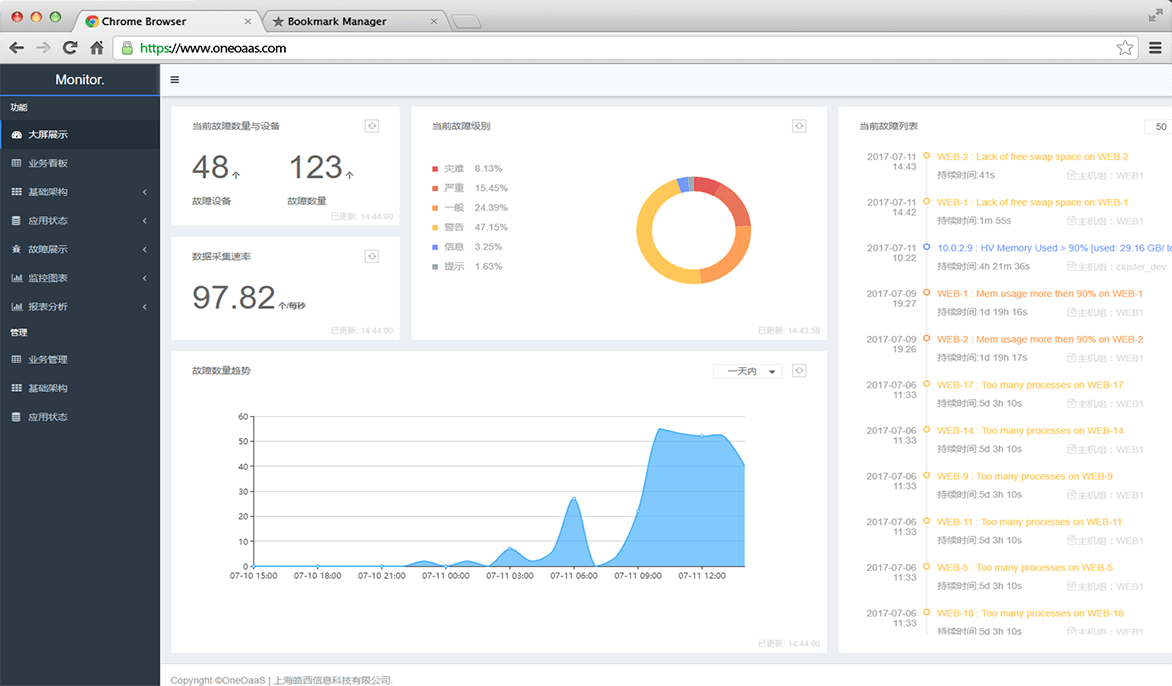 Chrome Browser
Bookmark Manager
https://www.oneoaas.com
Monitor.
功能
大屏展示
业务看板
基础架构
应用状态
故障展示
监控图表
报表分析
管理
业务管理
基础架构
应用状态
当前故障数量与设备
48个
123个
故障设备
故障数量
已更新: 14:44:00
数据采集速率
97.82个/每秒
已更新: 14:44:00
当前故障级别
灾难 8.13%
严重 15.45%
一般 24.39%
警告 47.15%
信息 3.25%
提示 1.63%
已更新: 14:43:59
故障数量趋势
一天内
60
50
40
30
20
10
0
07-10 15:00 07-10 18:00 07-10 21:00 07-11 00:00 07-11 03:00 07-11 06:00 07-11 09:00 07-11 12:00
已更新: 14:44:00
当前故障列表
50
2017-07-11 14:43 WEB-2 : Lack of free swap space on WEB-2
持续时间:41s 主机组：WEB1
2017-07-11 14:42 WEB-1 : Lack of free swap space on WEB-1
持续时间:1m 55s 主机组：WEB1
2017-07-11 10:22 10.0.2.9 : HV Memory Used > 90% [used: 29.16 GB/ to
持续时间:4h 21m 36s 主机组：cluster_dev
2017-07-09 19:27 WEB-1 : Mem usage more then 90% on WEB-1
持续时间:1d 19h 16s 主机组：WEB1
2017-07-09 19:26 WEB-2 : Mem usage more then 90% on WEB-2
持续时间:1d 19h 17s 主机组：WEB1
2017-07-06 11:33 WEB-17 : Too many processes on WEB-17
持续时间:5d 3h 10s 主机组：WEB1
2017-07-06 11:33 WEB-14 : Too many processes on WEB-14
持续时间:5d 3h 10s 主机组：WEB1
2017-07-06 11:33 WEB-9 : Too many processes on WEB-9
持续时间:5d 3h 10s 主机组：WEB1
2017-07-06 11:33 WEB-11 : Too many processes on WEB-11
持续时间:5d 3h 10s 主机组：WEB1
2017-07-06 11:33 WEB-5 : Too many processes on WEB-5
持续时间:5d 3h 10s 主机组：WEB1
2017-07-06 11:33 WEB-18 : Too many processes on WEB-18
持续时间:5d 3h 10s 主机组：WEB1
Copyright ©OneOaaS | 上海皓西信息科技有限公司.